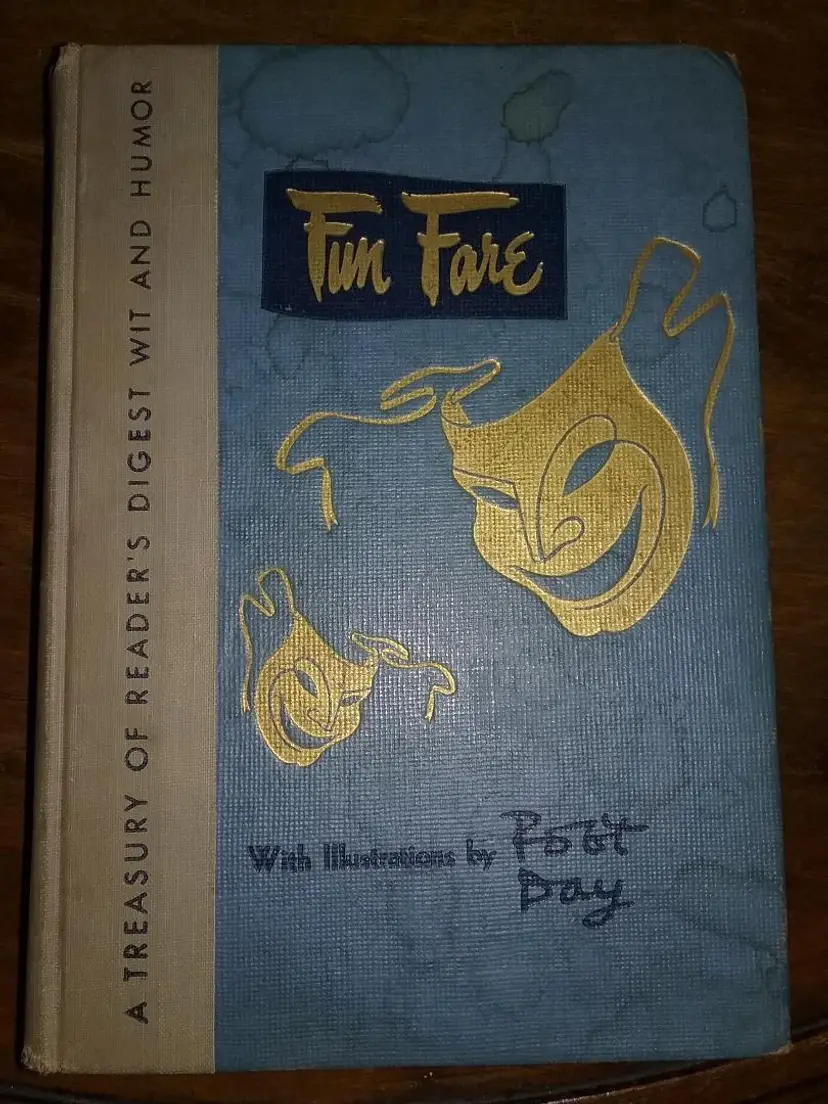 A TREASURY OF READER'S DIGEST WIT AND HUMOR
Fun Fare
With Illustrations by Robt
Day